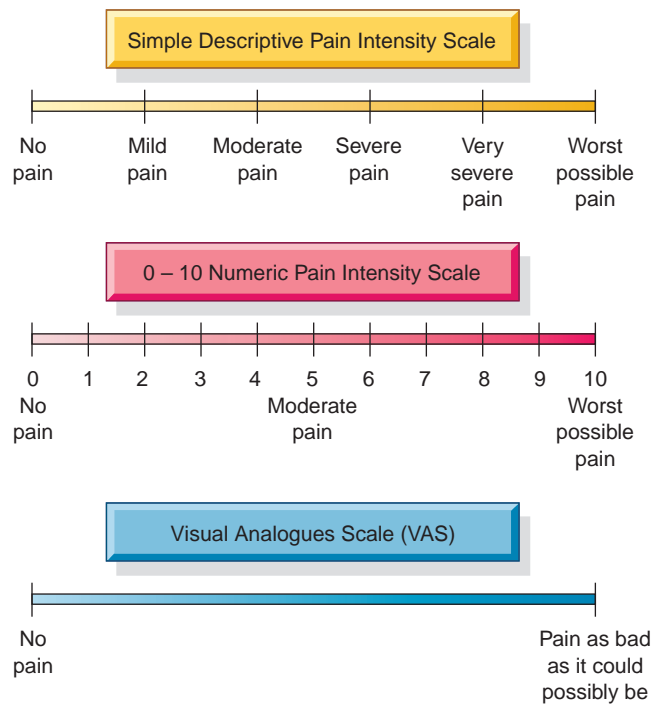 Simple Descriptive Pain Intensity Scale
No Mild Moderate Severe Very Worst
pain pain pain pain severe possible
pain pain
0 – 10 Numeric Pain Intensity Scale
0 1 2 3 4 5 6 7 8 9 10
No Moderate Worst
pain pain possible
pain
Visual Analogues Scale (VAS)
No Pain as bad
pain as it could
possibly be